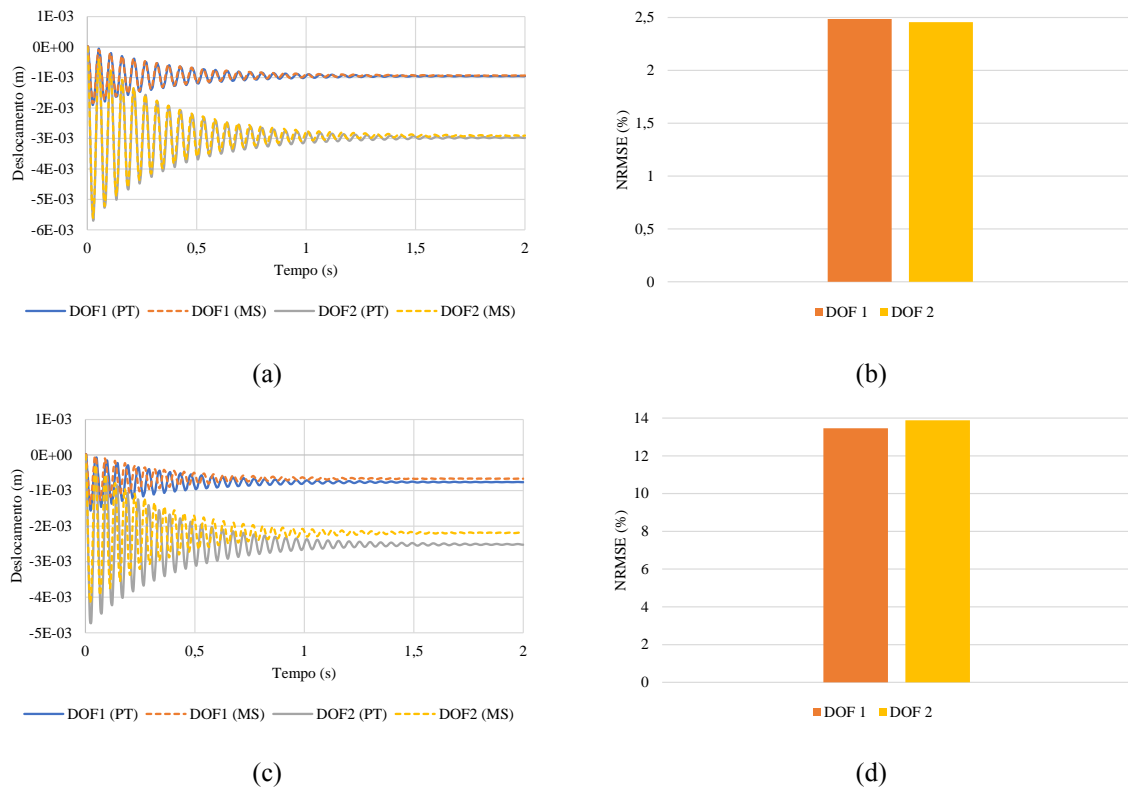 1E-03
0E+00
-1E-03
-2E-03
-3E-03
-4E-03
-5E-03
-6E-03
Deslocamento (m)
0 0,5 1 1,5 2
Tempo (s)
DOF1 (PT) DOF1 (MS) DOF2 (PT) DOF2 (MS)
(a)
2,5
2
1,5
1
0,5
0
NRMSE (%)
DOF 1 DOF 2
(b)
1E-03
0E+00
-1E-03
-2E-03
-3E-03
-4E-03
-5E-03
Deslocamento (m)
0 0,5 1 1,5 2
Tempo (s)
DOF1 (PT) DOF1 (MS) DOF2 (PT) DOF2 (MS)
(c)
14
12
10
8
6
4
2
0
NRMSE (%)
DOF 1 DOF 2
(d)